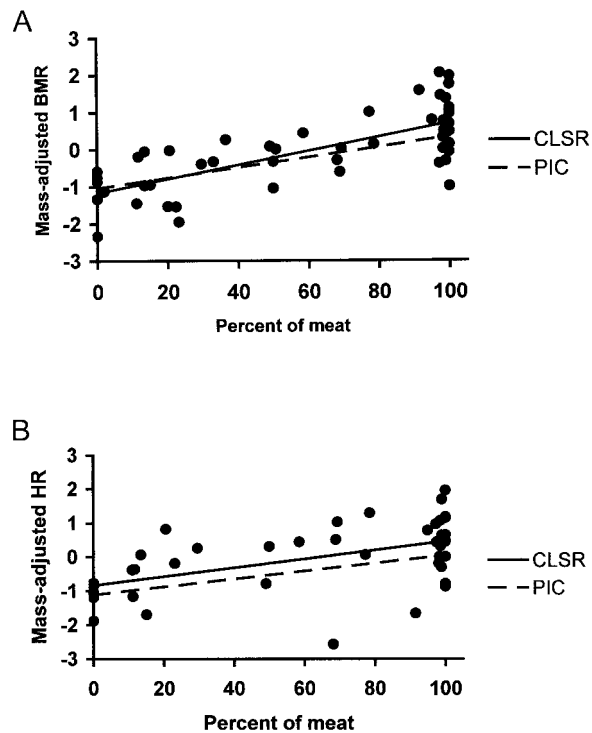 A
Mass-adjusted BMR
3
2
1
0
-1
-2
-3
0 20 40 60 80 100
Percent of meat
CLSR
PIC
B
Mass-adjusted HR
3
2
1
0
-1
-2
-3
0 20 40 60 80 100
Percent of meat
CLSR
PIC